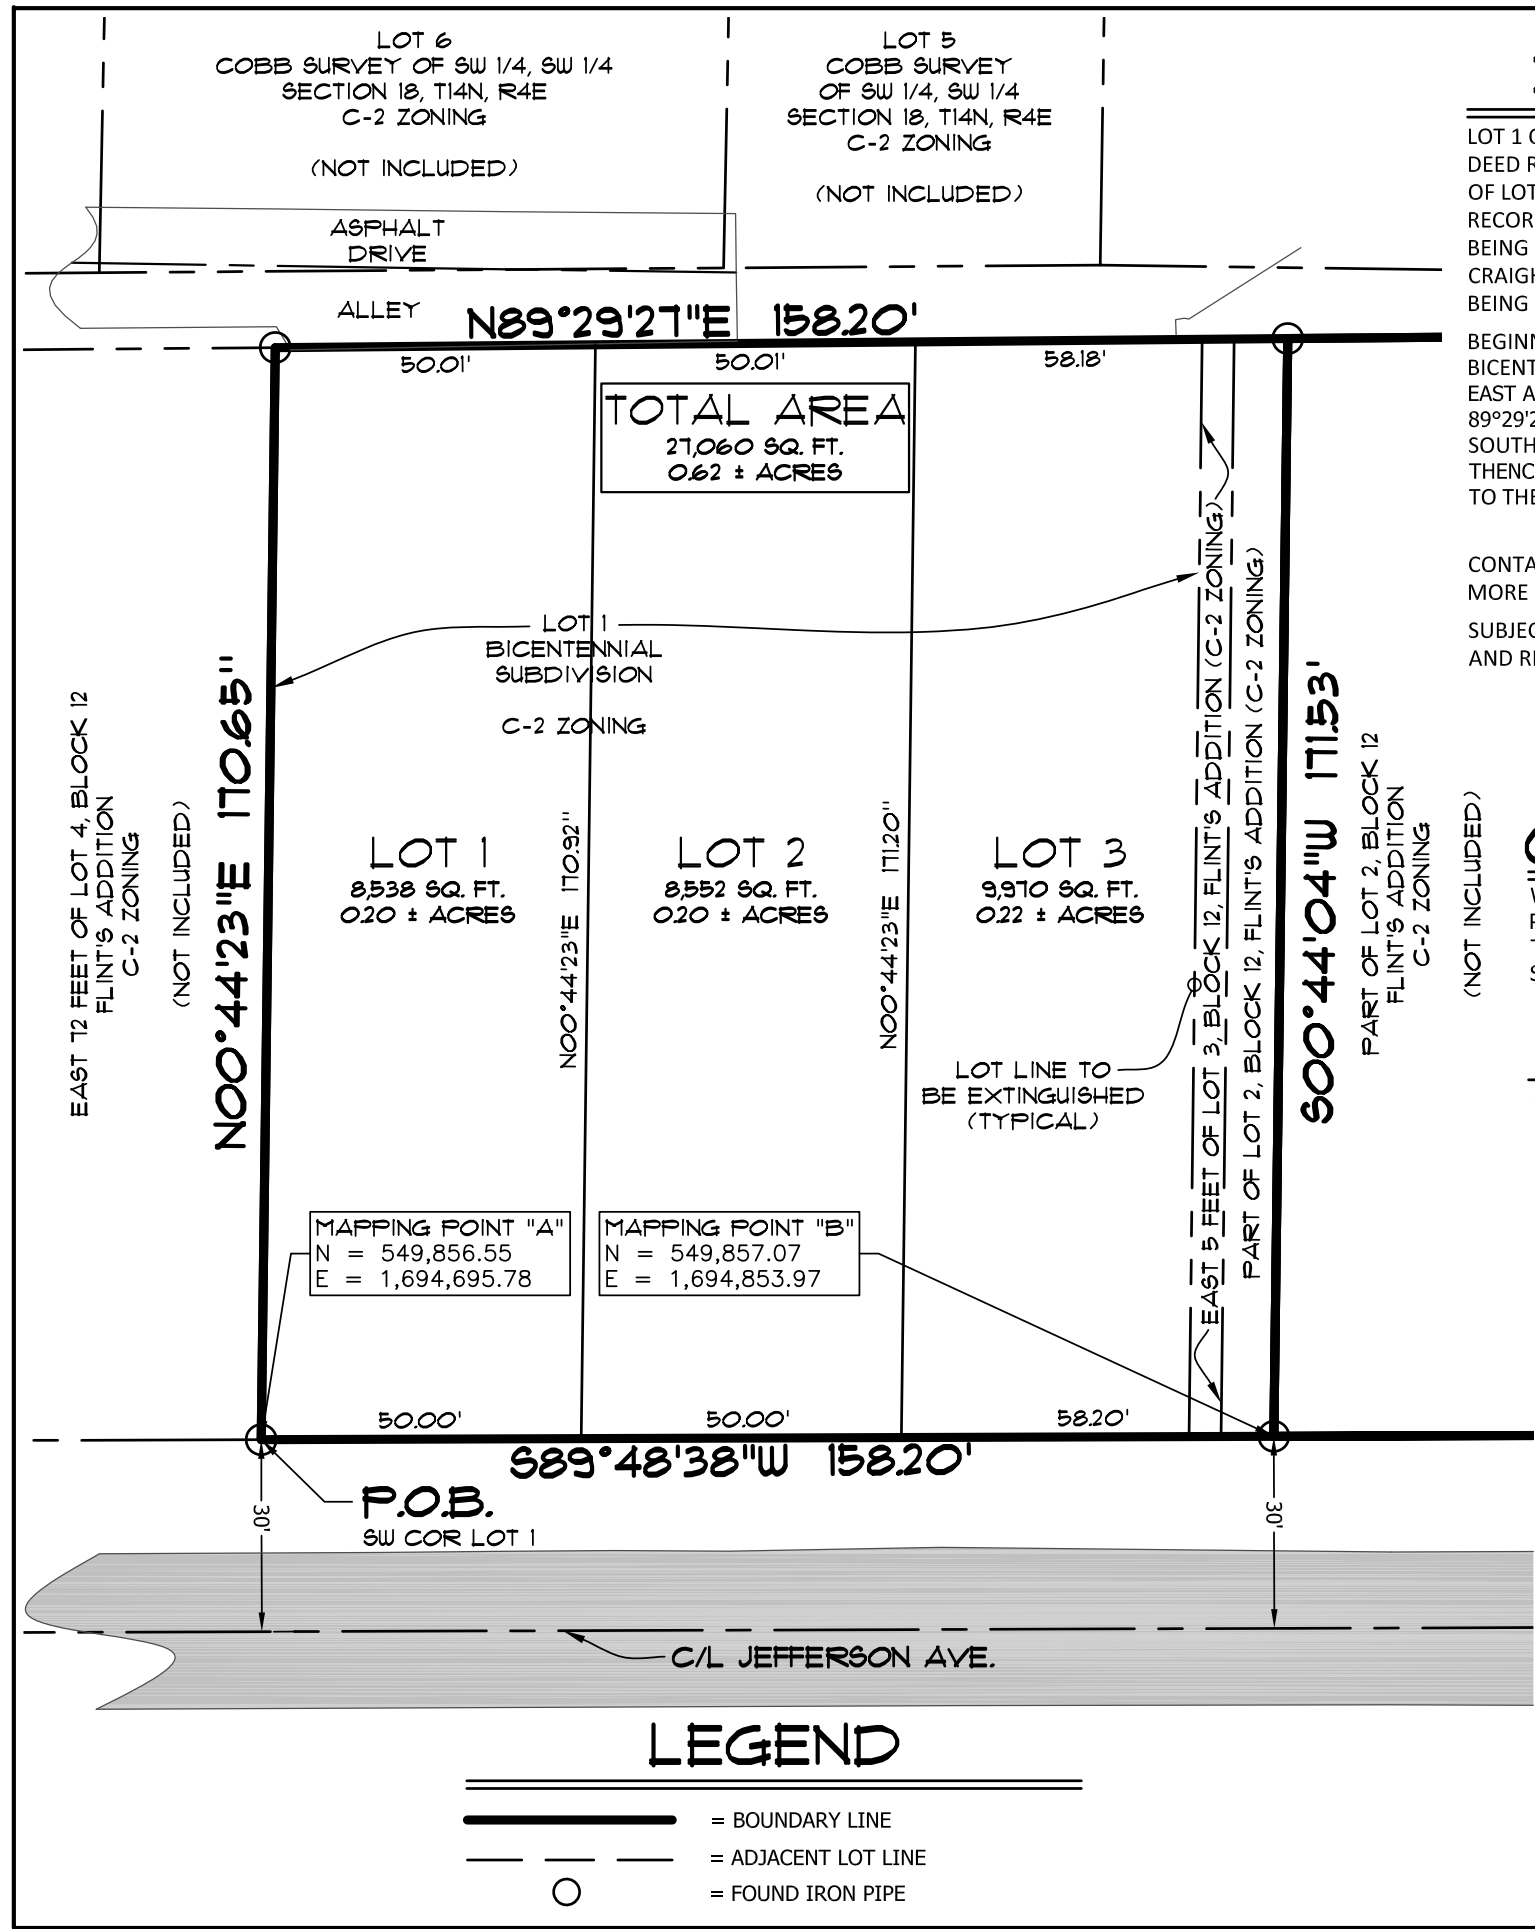 LOT 6
COBB SURVEY OF SW 1/4, SW 1/4
SECTION 18, T14N, R4E
C-2 ZONING
(NOT INCLUDED)
LOT 5
COBB SURVEY
OF SW 1/4, SW 1/4
SECTION 18, T14N, R4E
C-2 ZONING
(NOT INCLUDED)
ASPHALT
DRIVE
ALLEY
N89°29'27"E 158.20'
50.01'
50.01'
58.18'
TOTAL AREA
27,060 SQ. FT.
0.62 ± ACRES
LOT 1
BICENTENNIAL
SUBDIVISION
C-2 ZONING
EAST 72 FEET OF LOT 4, BLOCK 12
FLINT'S ADDITION
C-2 ZONING
(NOT INCLUDED)
N00°44'23"E 170.65"
LOT 1
8,538 SQ. FT.
0.20 ± ACRES
N00°44'23"E 170.92"
LOT 2
8,552 SQ. FT.
0.20 ± ACRES
N00°44'23"E 171.20"
LOT 3
9,970 SQ. FT.
0.22 ± ACRES
LOT LINE TO
BE EXTINGUISHED
(TYPICAL)
EAST 5 FEET OF LOT 3, BLOCK 12, FLINT'S ADDITION (C-2 ZONING)
PART OF LOT 2, BLOCK 12, FLINT'S ADDITION (C-2 ZONING)
S00°44'04"W 171.53'
PART OF LOT 2, BLOCK 12
FLINT'S ADDITION
C-2 ZONING
(NOT INCLUDED)
MAPPING POINT "A"
N = 549,856.55
E = 1,694,695.78
MAPPING POINT "B"
N = 549,857.07
E = 1,694,853.97
50.00'
50.00'
58.20'
S89°48'38"W 158.20'
P.O.B.
SW COR LOT 1
30'
30'
C/L JEFFERSON AVE.
LEGEND
= BOUNDARY LINE
= ADJACENT LOT LINE
= FOUND IRON PIPE
LOT 1
DEED
OF LOT
BEING
BEING
EAST
89°29'2
SOUTH
TO THE
MORE
AND